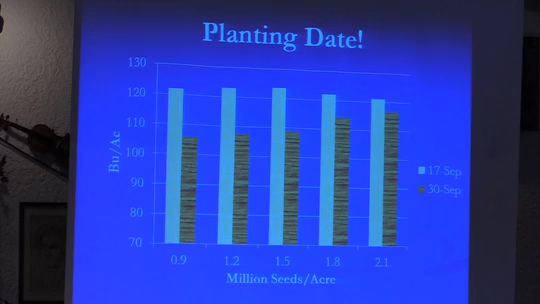 Planting Date!
130
120
110
100
90
80
70
Bu/Ac
0.9 1.2 1.5 1.8 2.1
Million Seeds/Acre
17-Sep
30-Sep